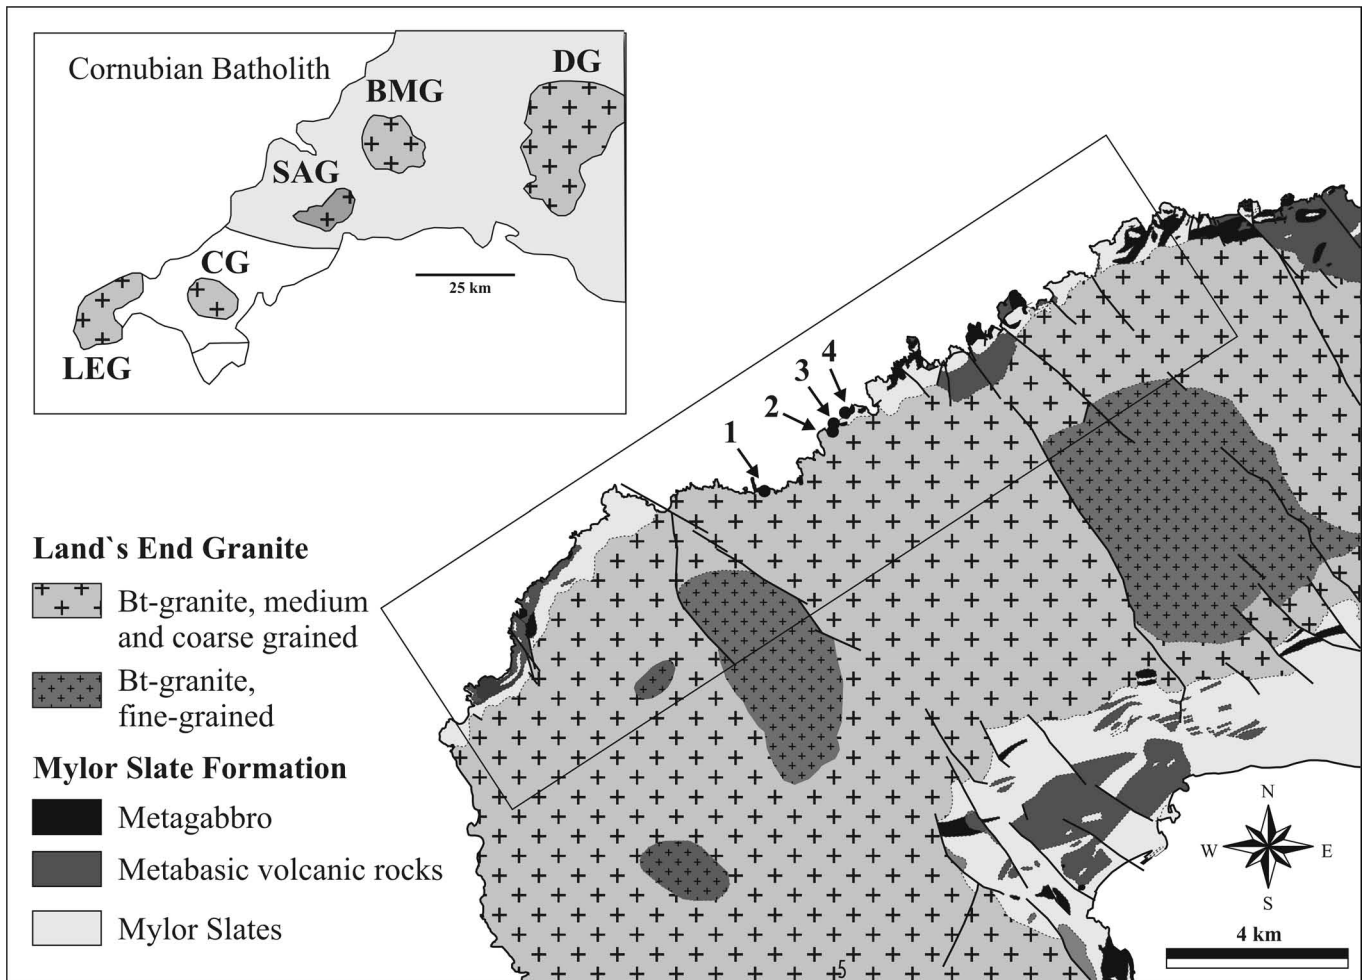 Cornubian Batholith
DG
BMG
SAG
CG
25 km
LEG
4
3
2
1
Land`s End Granite
Bt-granite, medium
and coarse grained
Bt-granite,
fine-grained
Mylor Slate Formation
Metagabbro
Metabasic volcanic rocks
Mylor Slates
N
W
E
S
4 km
5